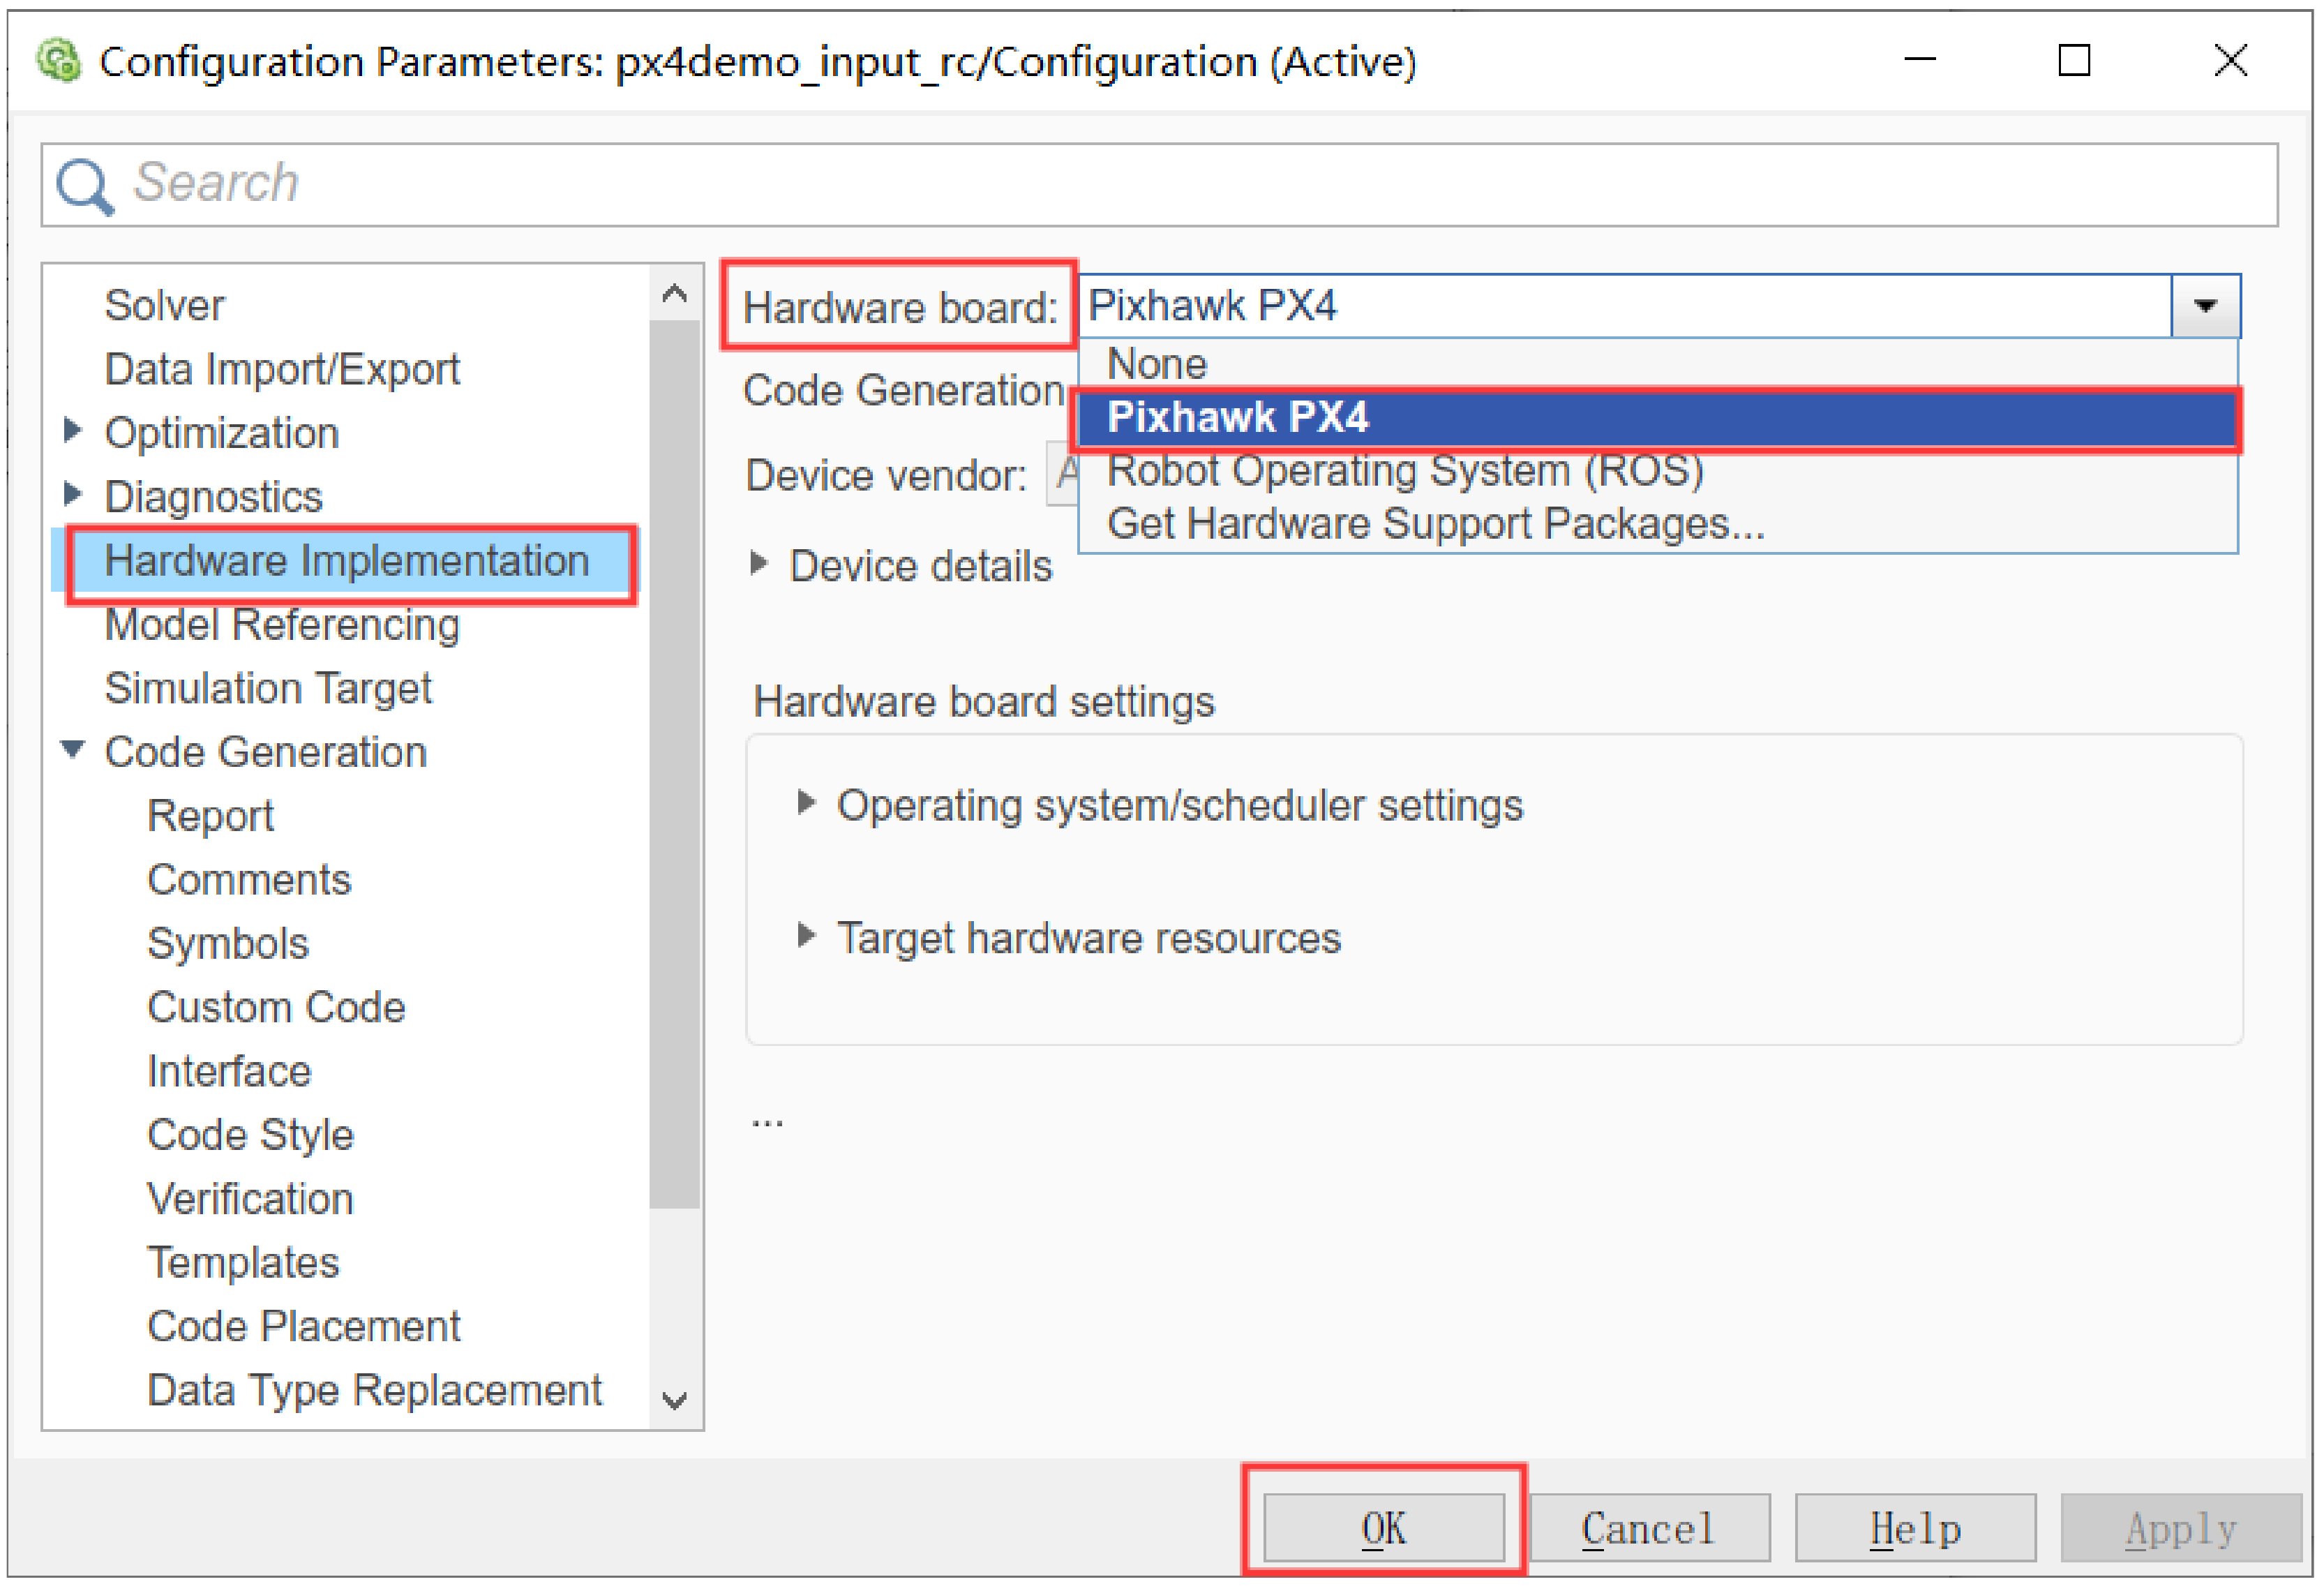 Configuration Parameters: px4demo_input_rc/Configuration (Active)
Search
Solver
Data Import/Export
Optimization
Diagnostics
Hardware Implementation
Model Referencing
Simulation Target
Code Generation
Report
Comments
Symbols
Custom Code
Interface
Code Style
Verification
Templates
Code Placement
Data Type Replacement
Hardware board: Pixhawk PX4
None
Code Generation
Pixhawk PX4
Device vendor: A
Robot Operating System (ROS)
Get Hardware Support Packages...
Device details
Hardware board settings
Operating system/scheduler settings
Target hardware resources
...
OK Cancel Help Apply